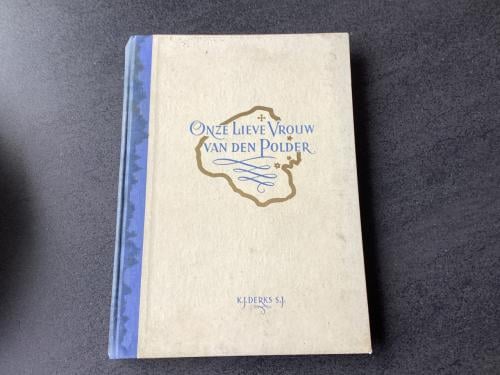 Onze Lieve Vrouw
van den Polder
K.J. Derks S.J.